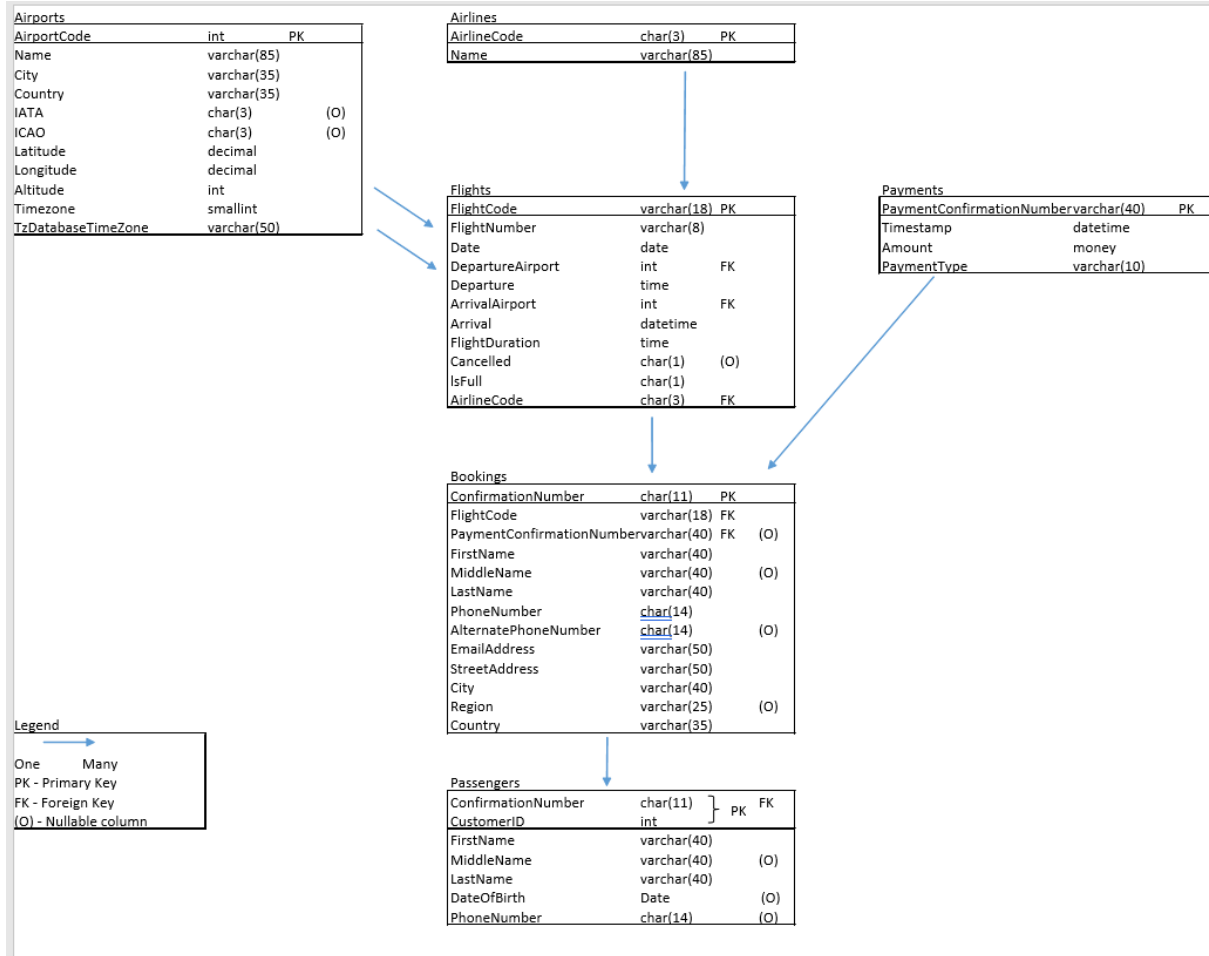 Airports
AirportCode int PK
Name varchar(85)
City varchar(35)
Country varchar(35)
IATA char(3) (O)
ICAO char(3) (O)
Latitude decimal
Longitude decimal
Altitude int
Timezone smallint
TzDatabaseTimeZone varchar(50)
Airlines
AirlineCode char(3) PK
Name varchar(85)
Flights
FlightCode varchar(18) PK
FlightNumber varchar(8)
Date date
DepartureAirport int FK
Departure time
ArrivalAirport int FK
Arrival datetime
FlightDuration time
Cancelled char(1) (O)
IsFull char(1)
AirlineCode char(3) FK
Payments
PaymentConfirmationNumber varchar(40) PK
Timestamp datetime
Amount money
PaymentType varchar(10)
Bookings
ConfirmationNumber char(11) PK
FlightCode varchar(18) FK
PaymentConfirmationNumber varchar(40) FK (O)
FirstName varchar(40)
MiddleName varchar(40) (O)
LastName varchar(40)
PhoneNumber char(14)
AlternatePhoneNumber char(14) (O)
EmailAddress varchar(50)
StreetAddress varchar(50)
City varchar(40)
Region varchar(25) (O)
Country varchar(35)
Passengers
ConfirmationNumber char(11) PK FK
CustomerID int
FirstName varchar(40)
MiddleName varchar(40) (O)
LastName varchar(40)
DateOfBirth Date (O)
PhoneNumber char(14) (O)
Legend
One Many
PK - Primary Key
FK - Foreign Key
(O) - Nullable column